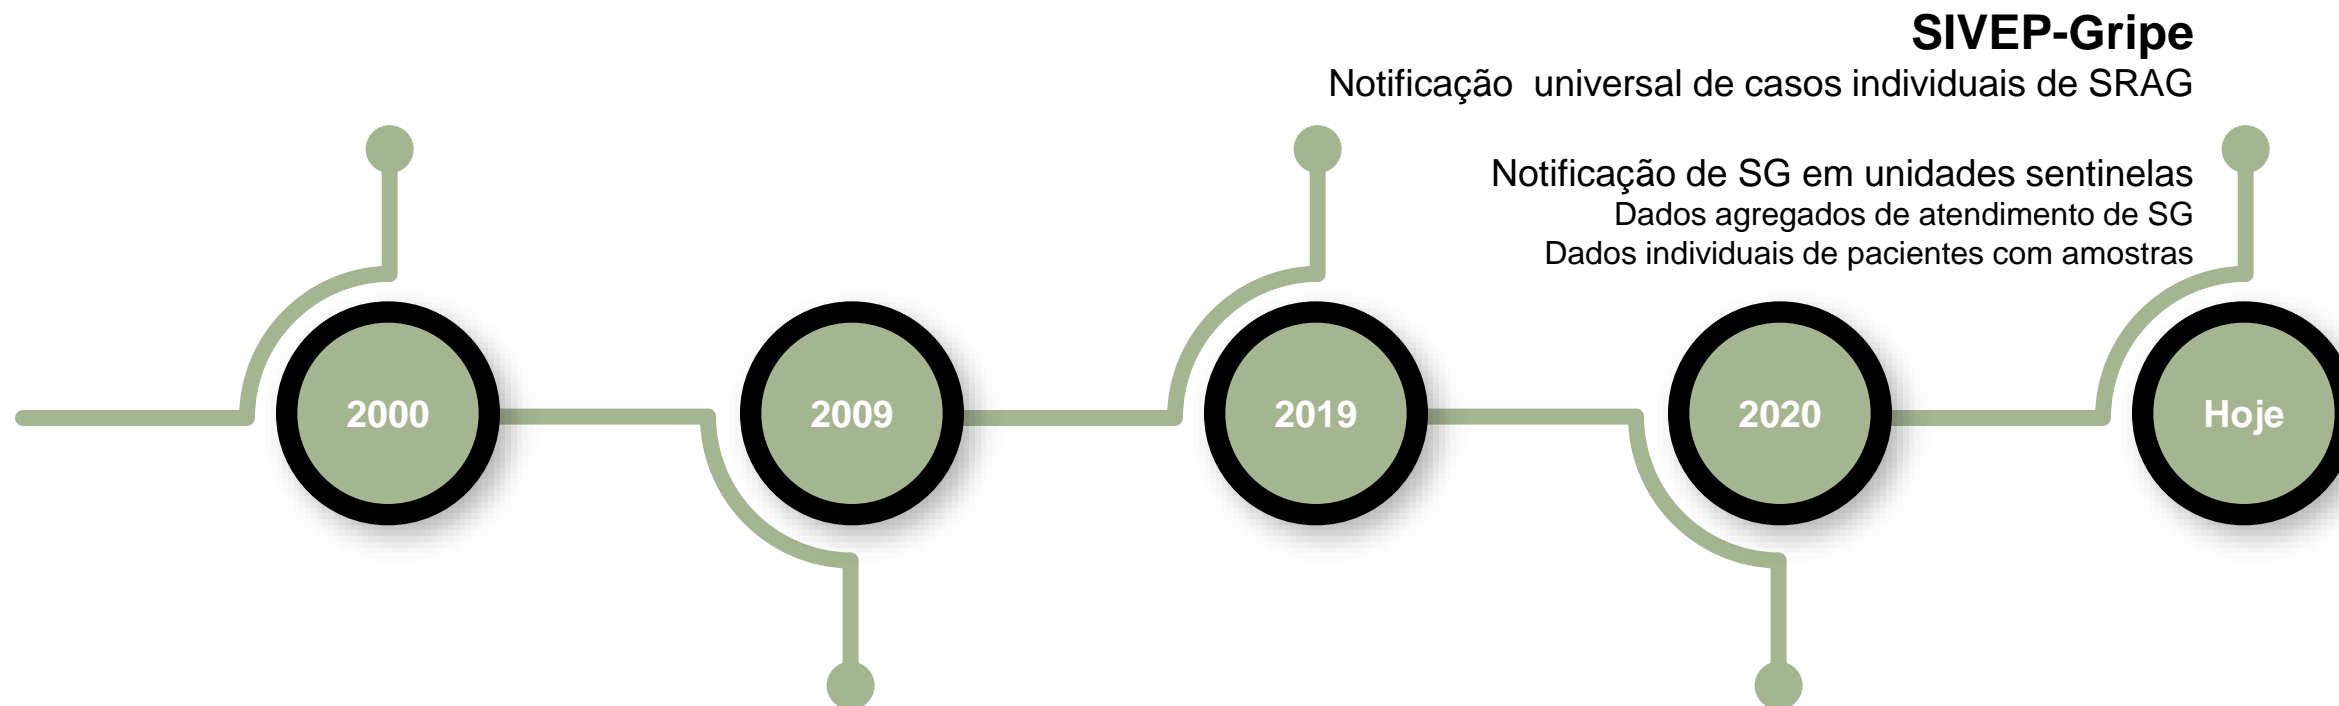 SIVEP-Gripe
Notificação universal de casos individuais de SRAG
Notificação de SG em unidades sentinelas
Dados agregados de atendimento de SG
Dados individuais de pacientes com amostras
2000
2009
2019
2020
Hoje